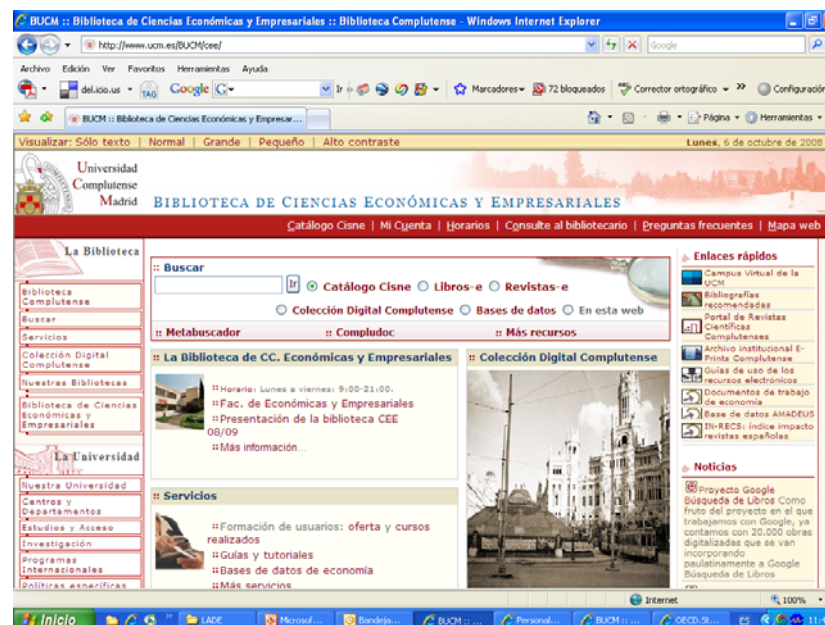 BUCM :: Biblioteca de Ciencias Económicas y Empresariales :: Biblioteca Complutense - Windows Internet Explorer
http://www.ucm.es/BUCM/cee/
Google
Archivo Edición Ver Favoritos Herramientas Ayuda
del.icio.us TAG Google G Ir Marcadores 72 bloqueados Corrector ortográfico » Configuración
BUCM :: Biblioteca de Ciencias Económicas y Empresar... Página Herramientas
Visualizar: Sólo texto | Normal | Grande | Pequeño | Alto contraste Lunes, 6 de octubre de 2008
Universidad
Complutense
Madrid
BIBLIOTECA DE CIENCIAS ECONÓMICAS Y EMPRESARIALES
Catálogo Cisne | Mi Cuenta | Horarios | Consulte al bibliotecario | Preguntas frecuentes | Mapa web
La Biblioteca
Biblioteca
Complutense
Buscar
Servicios
Colección Digital
Complutense
Nuestras Bibliotecas
Biblioteca de Ciencias
Económicas y
Empresariales
La Universidad
Nuestra Universidad
Centros y
Departamentos
Estudios y Acceso
Investigación
Programas
Internacionales
Políticas específicas
:: Buscar
Ir Catálogo Cisne Libros-e Revistas-e
Colección Digital Complutense Bases de datos En esta web
:: Metabuscador :: Compludoc :: Más recursos
:: La Biblioteca de CC. Económicas y Empresariales
::Horario: Lunes a viernes: 9:00-21:00.
::Fac. de Económicas y Empresariales
::Presentación de la biblioteca CEE
08/09
::Más información...
:: Servicios
::Formación de usuarios: oferta y cursos
realizados
::Guías y tutoriales
::Bases de datos de economía
::Más servicios
:: Colección Digital Complutense
Enlaces rápidos
Campus Virtual de la
UCM
Bibliografías
recomendadas
Portal de Revistas
Científicas
Complutenses
Archivo institucional E-
Prints Complutense
Guías de uso de los
recursos electrónicos
Documentos de trabajo
de economía
Base de datos AMADEUS
IN-RECS: índice impacto
revistas españolas
Noticias
Proyecto Google
Búsqueda de Libros Como
fruto del proyecto en el que
trabajamos con Google, ya
contamos con 20.000 obras
digitalizadas que se van
incorporando
paulatinamente a Google
Búsqueda de Libros
Internet 100%
Inicio » LADE Microsof... Bandeja... BUCM :: ... Personal... BUCM :: ... OECD.St... ES